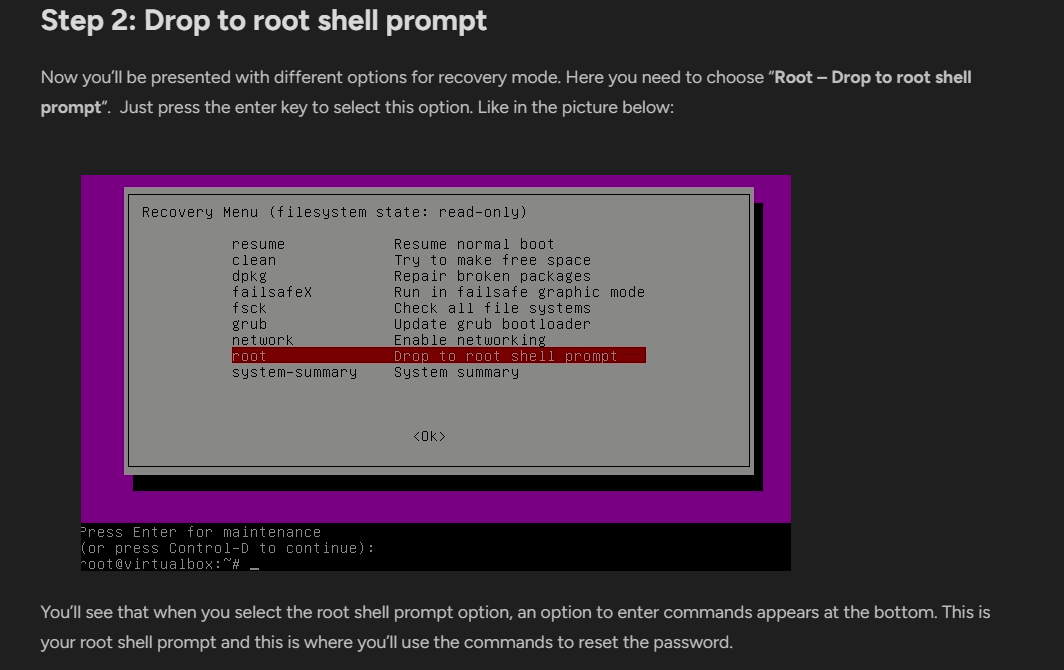 Step 2: Drop to root shell prompt
Now you’ll be presented with different options for recovery mode. Here you need to choose “Root – Drop to root shell
prompt“.  Just press the enter key to select this option. Like in the picture below:
Recovery Menu (filesystem state: read-only)
resume Resume normal boot
clean Try to make free space
dpkg Repair broken packages
failsafeX Run in failsafe graphic mode
fsck Check all file systems
grub Update grub bootloader
network Enable networking
root Drop to root shell prompt
system-summary System summary
<Ok>
Press Enter for maintenance
(or press Control-D to continue):
root@virtualbox:~# _
You’ll see that when you select the root shell prompt option, an option to enter commands appears at the bottom. This is
your root shell prompt and this is where you’ll use the commands to reset the password.